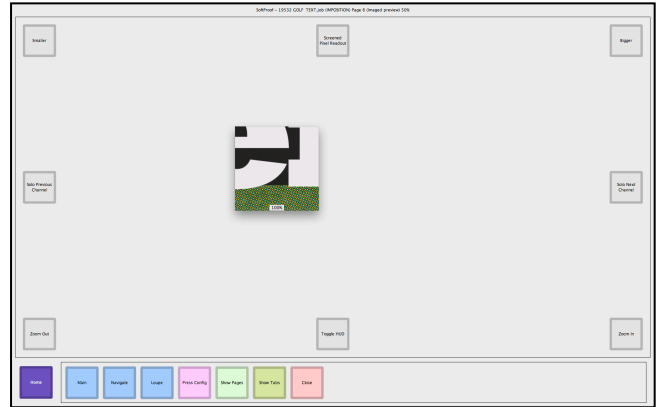 SoftProof - 19532 GOLF TEXT.job (IMPOSITION) Page 8 (Imaged preview) 50%
Smaller
Screened
Pixel Readout
Bigger
Solo Previous
Channel
Solo Next
Channel
100%
Zoom Out
Toggle HUD
Zoom In
Home
Main
Navigate
Loupe
Press Config
Show Pages
Show Tabs
Close